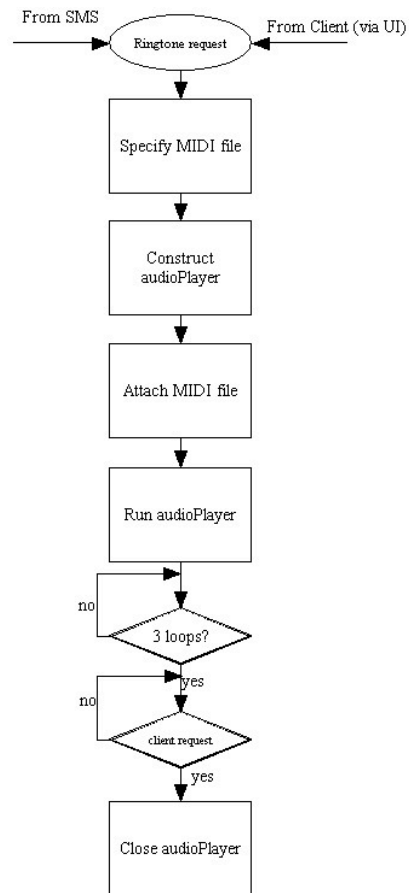 From SMS
From Client (via UI)
Ringtone request
Specify MIDI file
Construct
audioPlayer
Attach MIDI file
Run audioPlayer
no
3 loops?
yes
no
client request
yes
Close audioPlayer